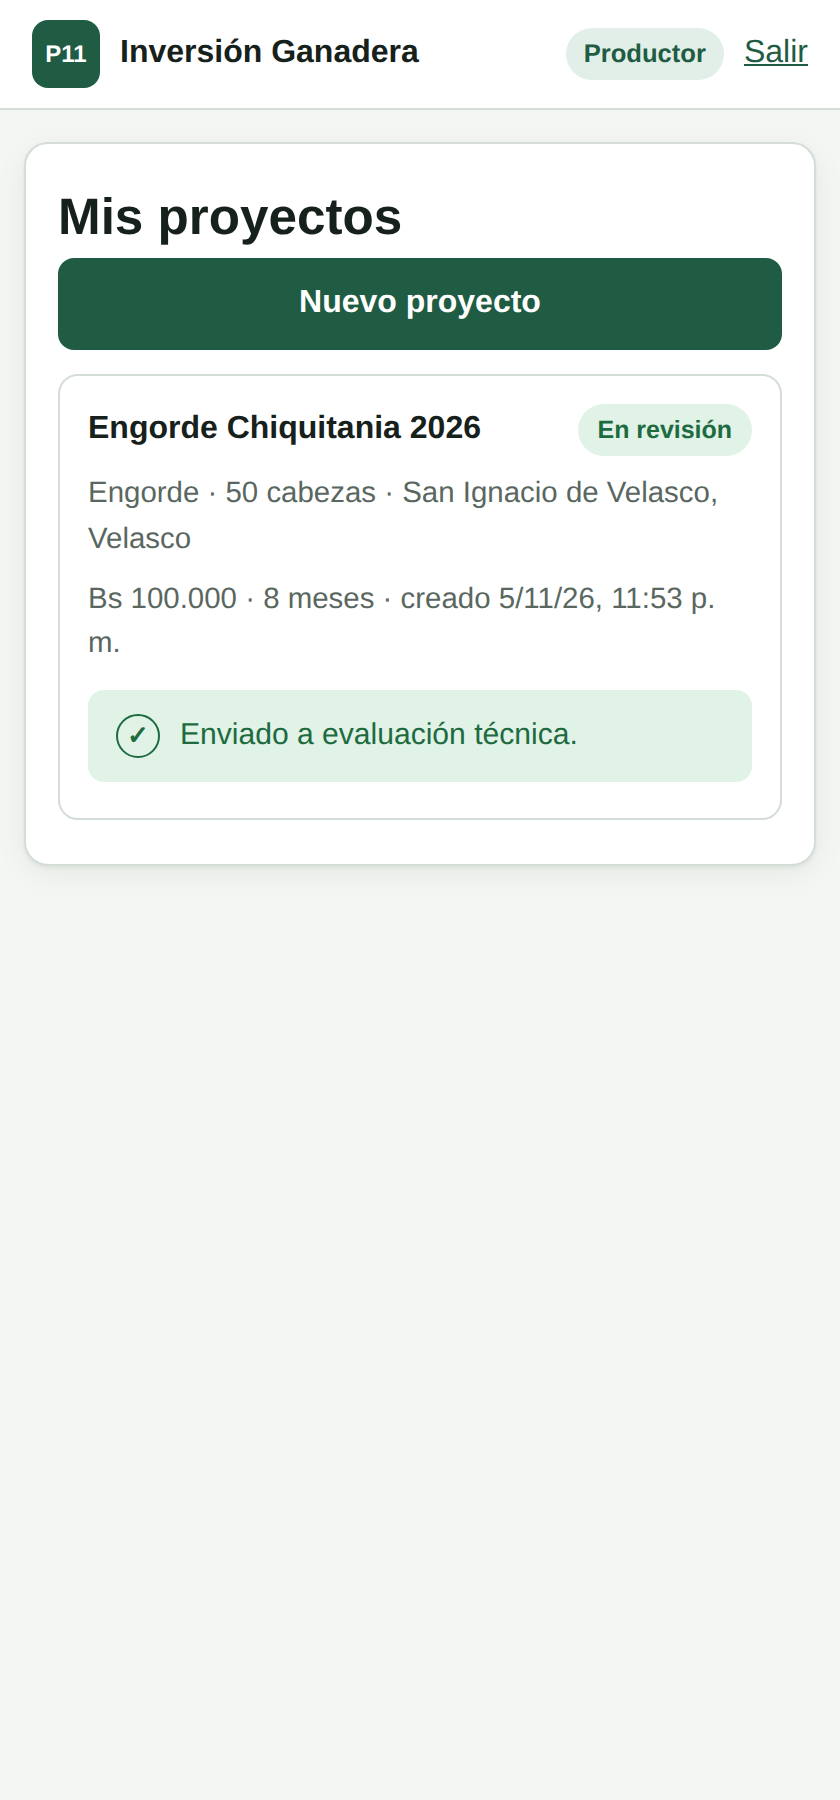 P11 Inversión Ganadera Productor Salir
Mis proyectos
Nuevo proyecto
Engorde Chiquitania 2026 En revisión
Engorde · 50 cabezas · San Ignacio de Velasco,
Velasco
Bs 100.000 · 8 meses · creado 5/11/26, 11:53 p.
m.
✓ Enviado a evaluación técnica.